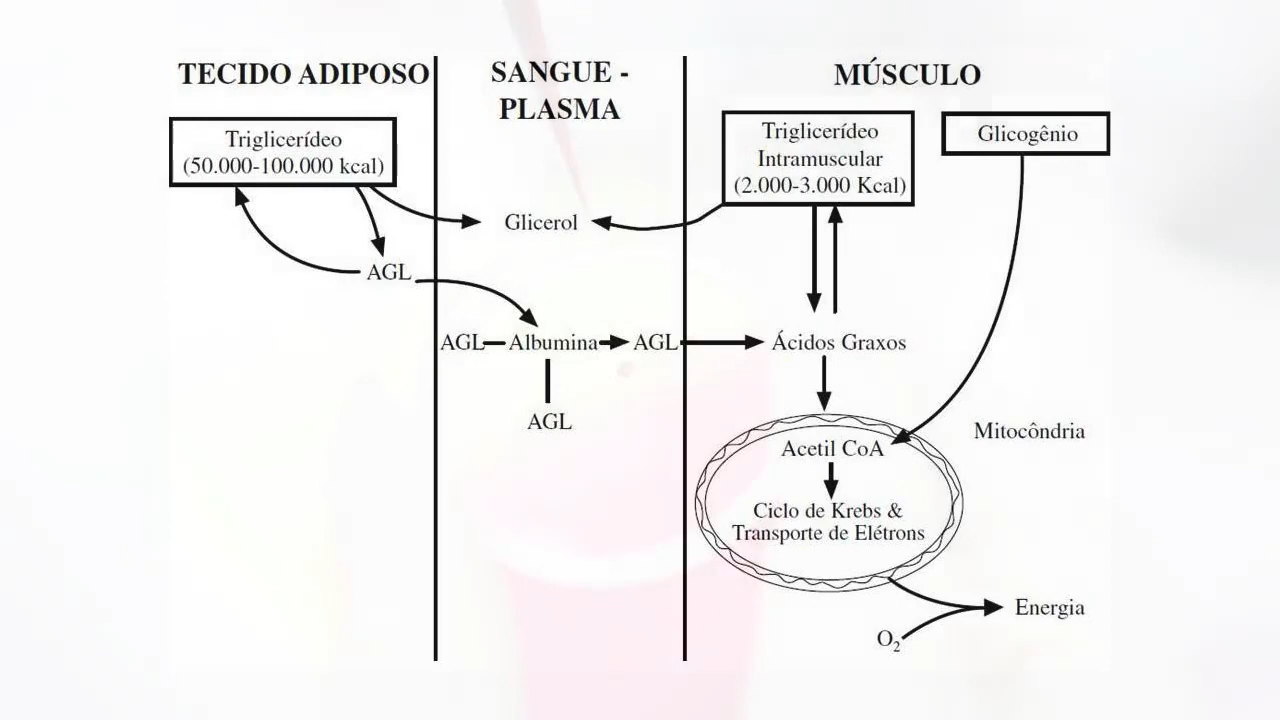 TECIDO ADIPOSO
Triglicerídeo
(50.000-100.000 kcal)
AGL
SANGUE -
PLASMA
Glicerol
AGL Albumina AGL
AGL
MÚSCULO
Triglicerídeo
Intramuscular
(2.000-3.000 Kcal)
Glicogênio
Ácidos Graxos
Mitocôndria
Acetil CoA
Ciclo de Krebs &
Transporte de Elétrons
Energia
O₂